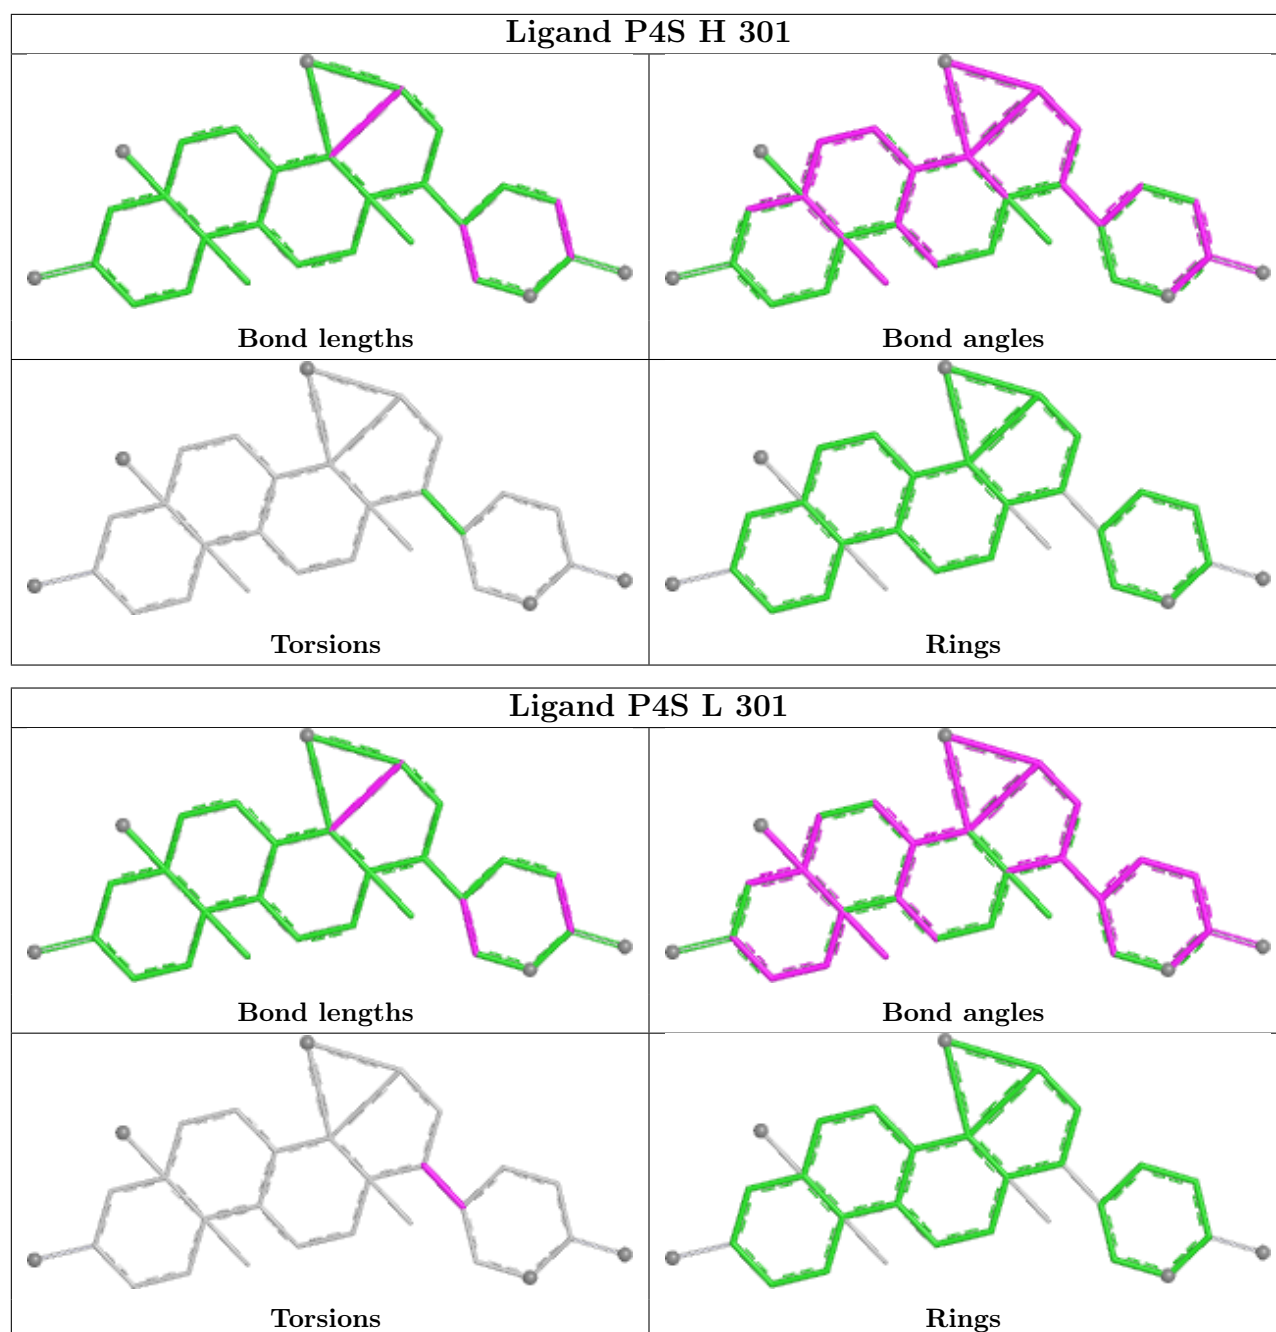 Ligand P4S H 301
Bond lengths
Bond angles
Torsions
Rings
Ligand P4S L 301
Bond lengths
Bond angles
Torsions
Rings